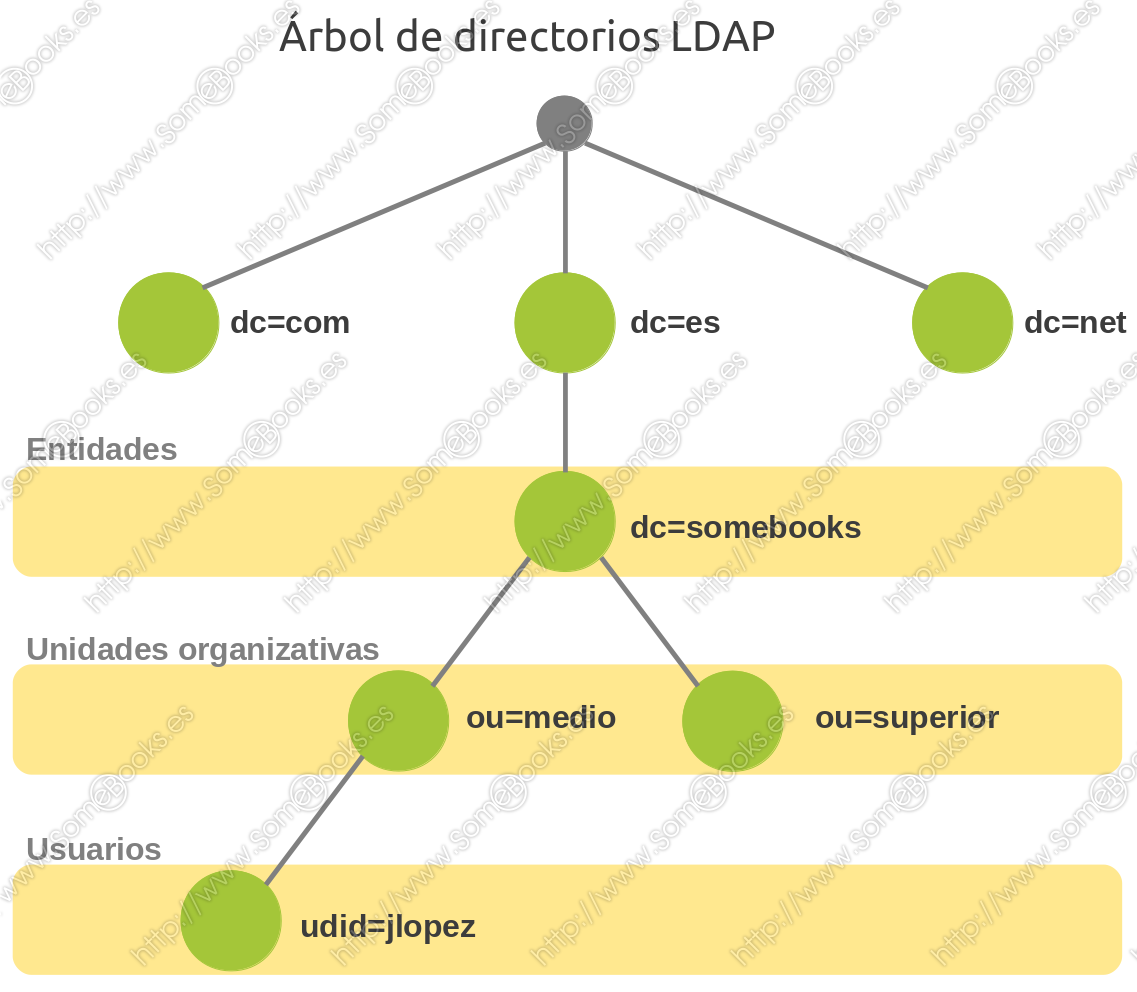 Árbol de directorios LDAP
dc=com
dc=es
dc=net
Entidades
dc=somebooks
Unidades organizativas
ou=medio
ou=superior
Usuarios
udid=jlopez
http://www.SomeBooks.es